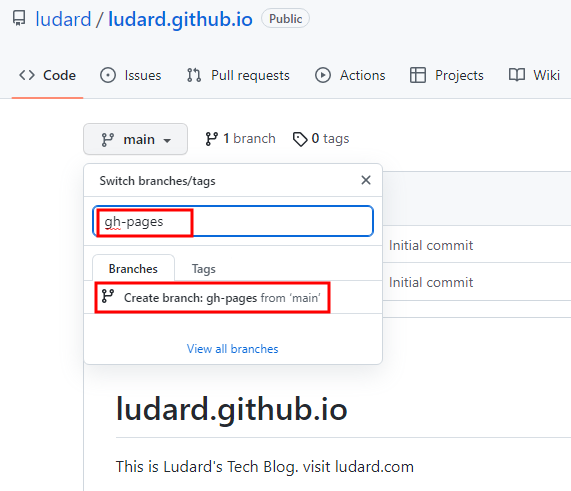 ludard / ludard.github.io Public
Code Issues Pull requests Actions Projects Wiki
main 1 branch 0 tags
Switch branches/tags
gh-pages
Initial commit
Branches Tags
Initial commit
Create branch: gh-pages from 'main'
View all branches
ludard.github.io
This is Ludard's Tech Blog. visit ludard.com